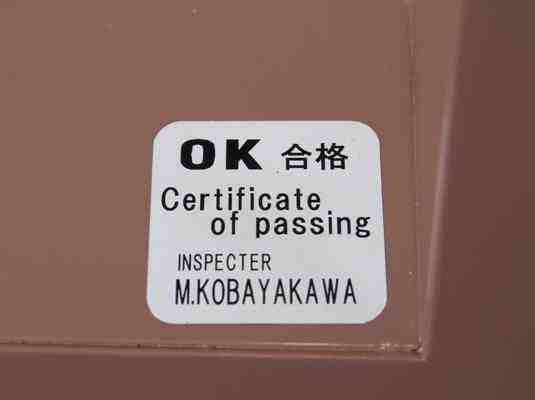 OK 合格
Certificate
of passing
INSPECTER
M.KOBAYAKAWA